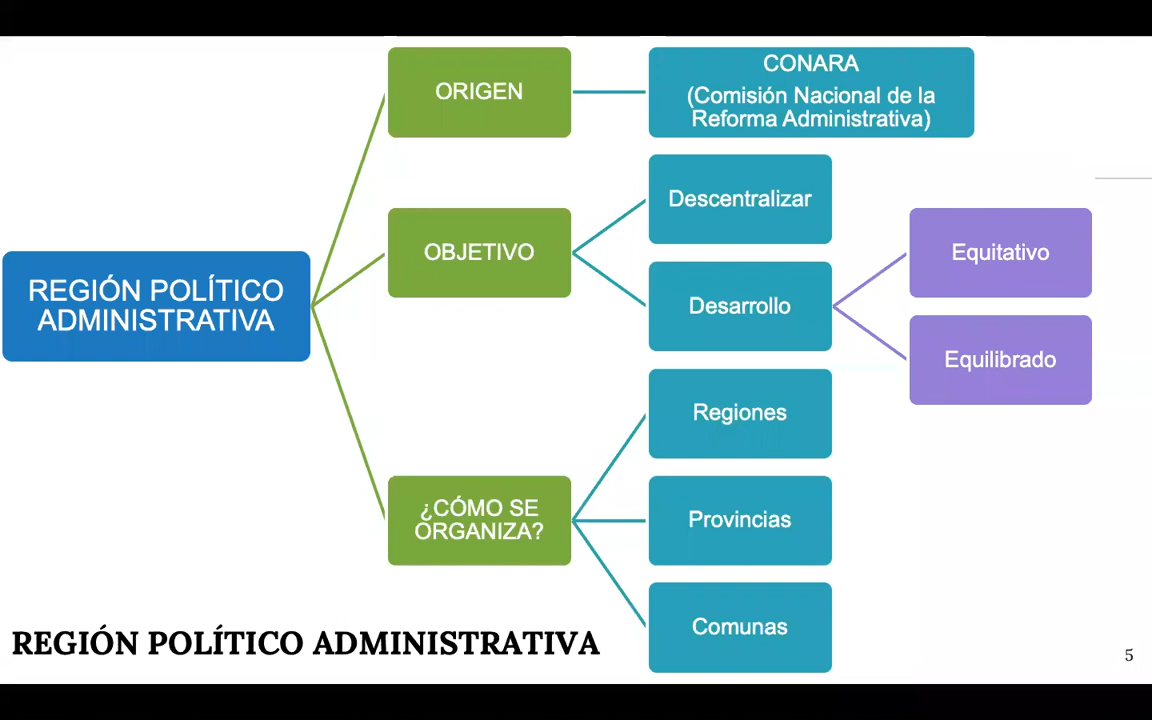 ORIGEN
CONARA
(Comisión Nacional de la
Reforma Administrativa)
Descentralizar
OBJETIVO
Equitativo
REGIÓN POLÍTICO
ADMINISTRATIVA
Desarrollo
Equilibrado
Regiones
¿CÓMO SE
ORGANIZA?
Provincias
Comunas
REGIÓN POLÍTICO ADMINISTRATIVA
5